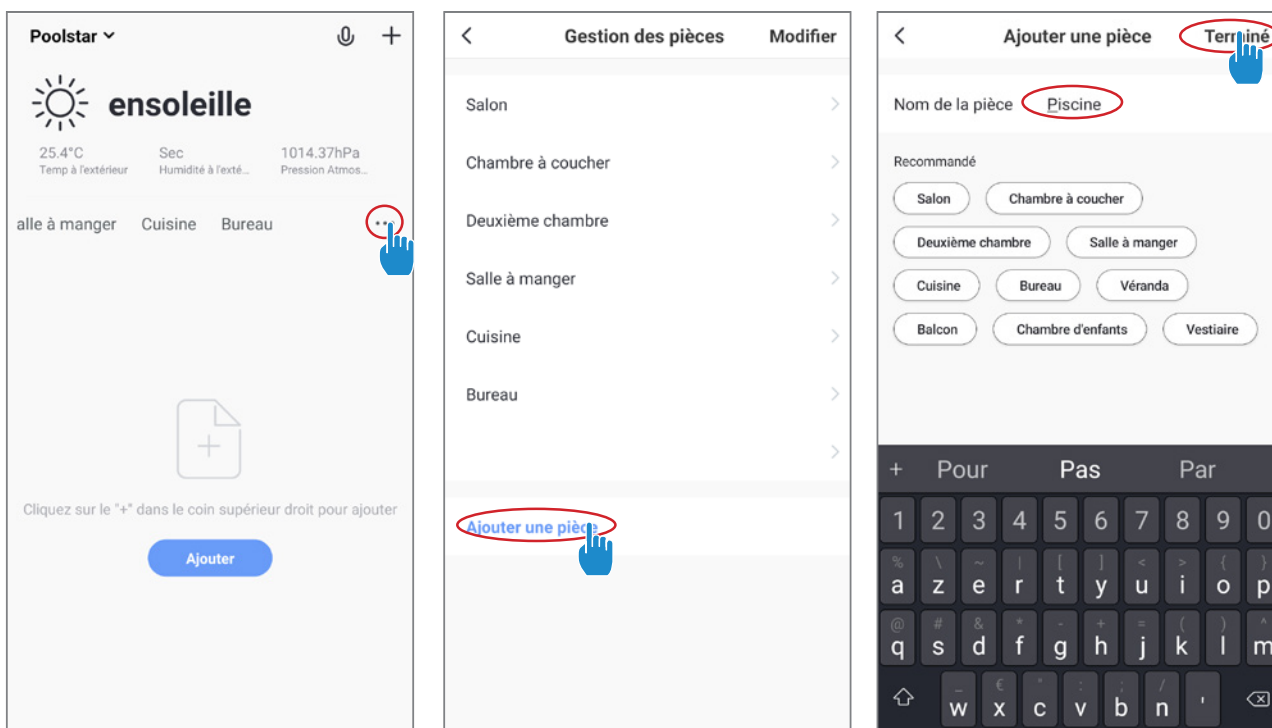 Poolstar
ensoleille
25.4°C Sec 1014.37hPa
Temp à l'extérieur Humidité à l'exté... Pression Atmos...
alle à manger Cuisine Bureau
Cliquez sur le "+" dans le coin supérieur droit pour ajouter
Ajouter
Gestion des pièces Modifier
Salon
Chambre à coucher
Deuxième chambre
Salle à manger
Cuisine
Bureau
Ajouter une pièce
Ajouter une pièce Terminé
Nom de la pièce Piscine
Recommandé
Salon Chambre à coucher
Deuxième chambre Salle à manger
Cuisine Bureau Véranda
Balcon Chambre d'enfants Vestiaire
+ Pour Pas Par
1 2 3 4 5 6 7 8 9 0
% \ ~ | [ ] < > { }
a z e r t y u i o p
@ # & * - + = ( ) ^
q s d f g h j k l m
_ € " : ; /
w x c v b n '